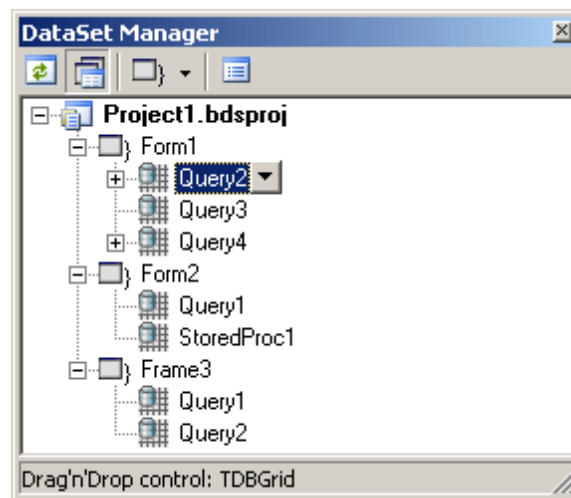 DataSet Manager
Project1.bdsproj
Form1
Query2
Query3
Query4
Form2
Query1
StoredProc1
Frame3
Query1
Query2
Drag'n'Drop control: TDBGrid